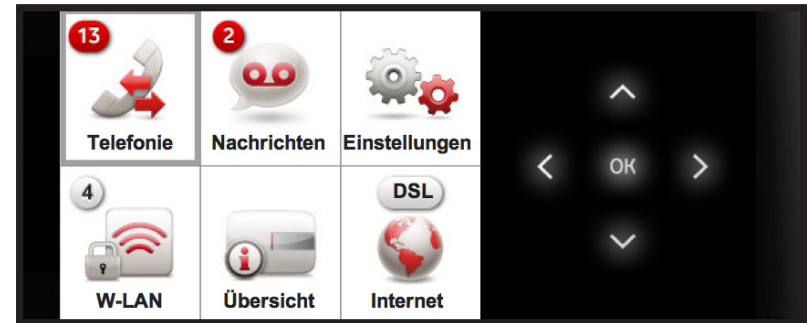 13
2
Telefonie
Nachrichten
Einstellungen
OK
4
DSL
W-LAN
Übersicht
Internet